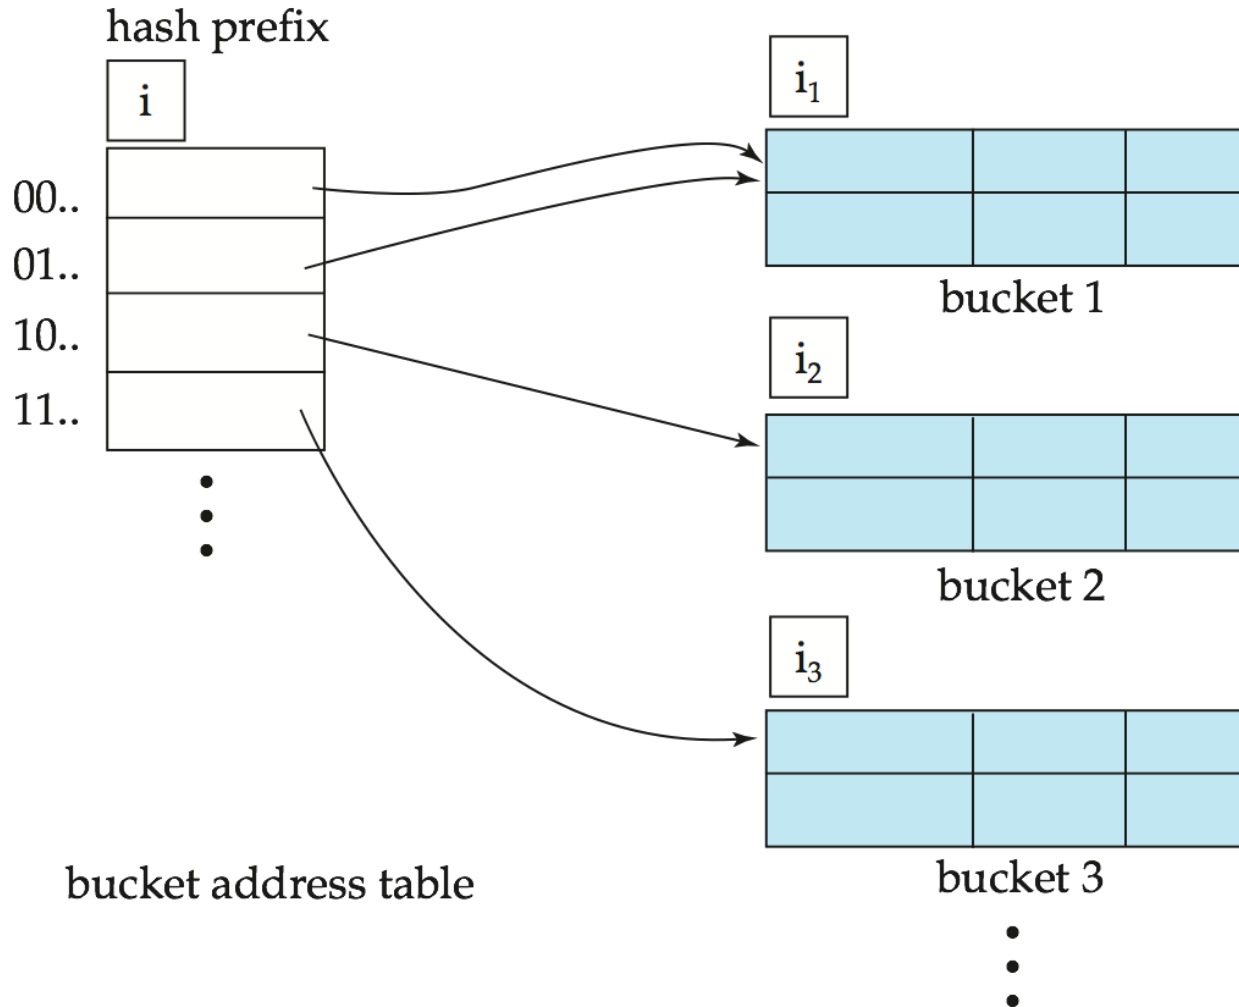 hash prefix
i
00..
01..
10..
11..
bucket address table
i₁
bucket 1
i₂
bucket 2
i₃
bucket 3